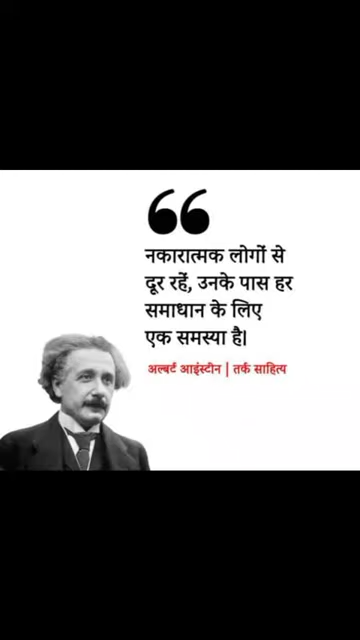 ❝
नकारात्मक लोगों से
दूर रहें, उनके पास हर
समाधान के लिए
एक समस्या है।
अल्बर्ट आइंस्टीन | तर्क साहित्य